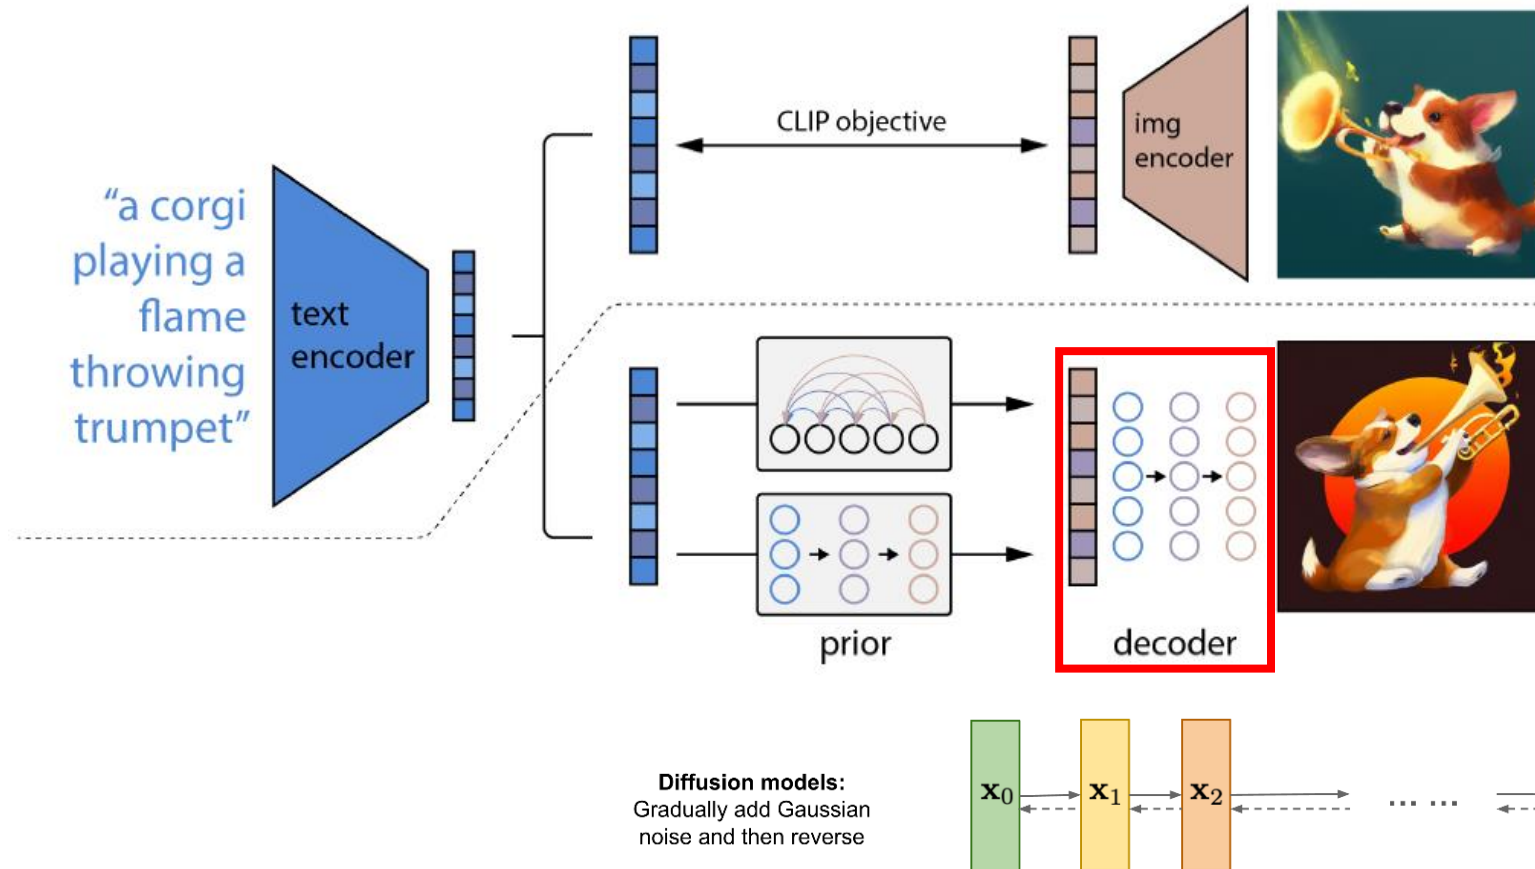 “a corgi
playing a
flame
throwing
trumpet”
text
encoder
CLIP objective
img
encoder
prior
decoder
Diffusion models:
Gradually add Gaussian
noise and then reverse
x₀
x₁
x₂
... ...